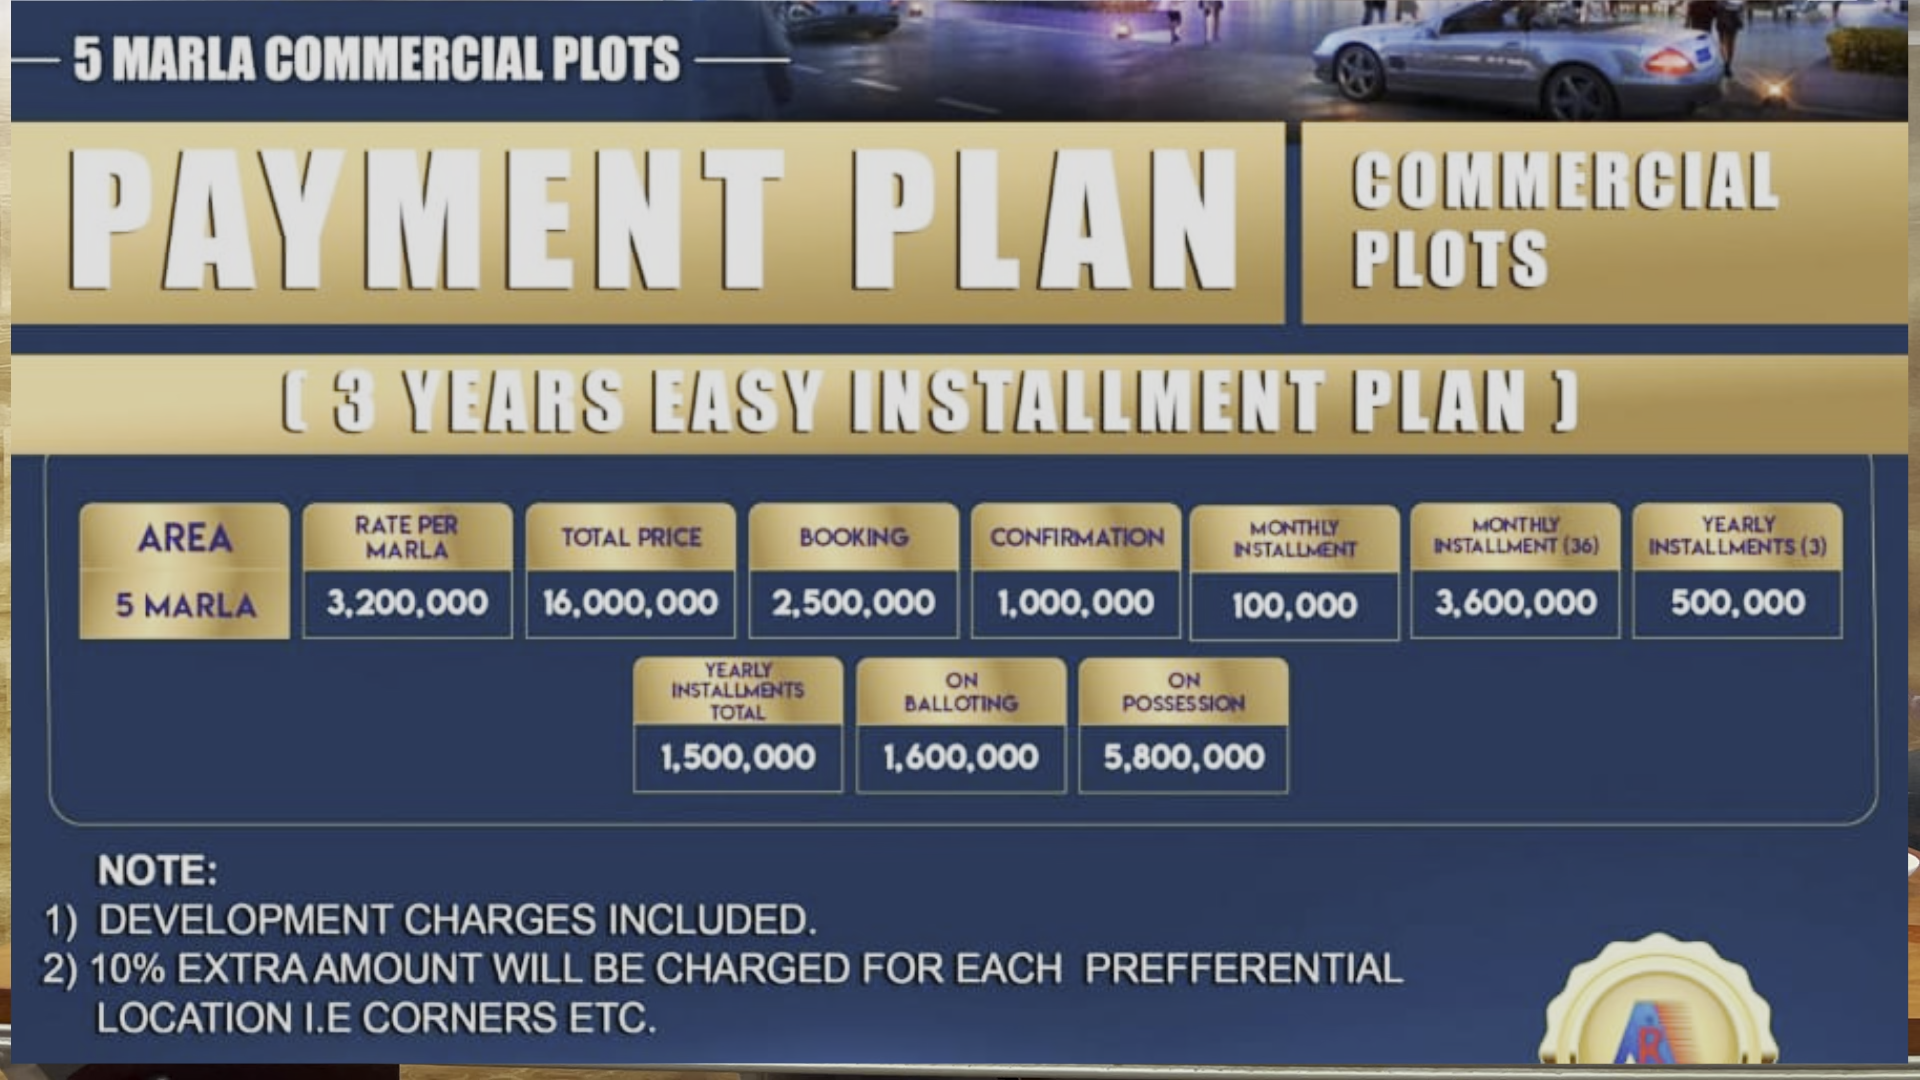 5 MARLA COMMERCIAL PLOTS
PAYMENT PLAN
COMMERCIAL
PLOTS
( 3 YEARS EASY INSTALLMENT PLAN )
AREA
5 MARLA
RATE PER
MARLA
3,200,000
TOTAL PRICE
16,000,000
BOOKING
2,500,000
CONFIRMATION
1,000,000
MONTHLY
INSTALLMENT
100,000
MONTHLY
INSTALLMENT (36)
3,600,000
YEARLY
INSTALLMENTS (3)
500,000
YEARLY
INSTALLMENTS
TOTAL
1,500,000
ON
BALLOTING
1,600,000
ON
POSSESSION
5,800,000
NOTE:
1) DEVELOPMENT CHARGES INCLUDED.
2) 10% EXTRA AMOUNT WILL BE CHARGED FOR EACH PREFFERENTIAL
LOCATION I.E CORNERS ETC.